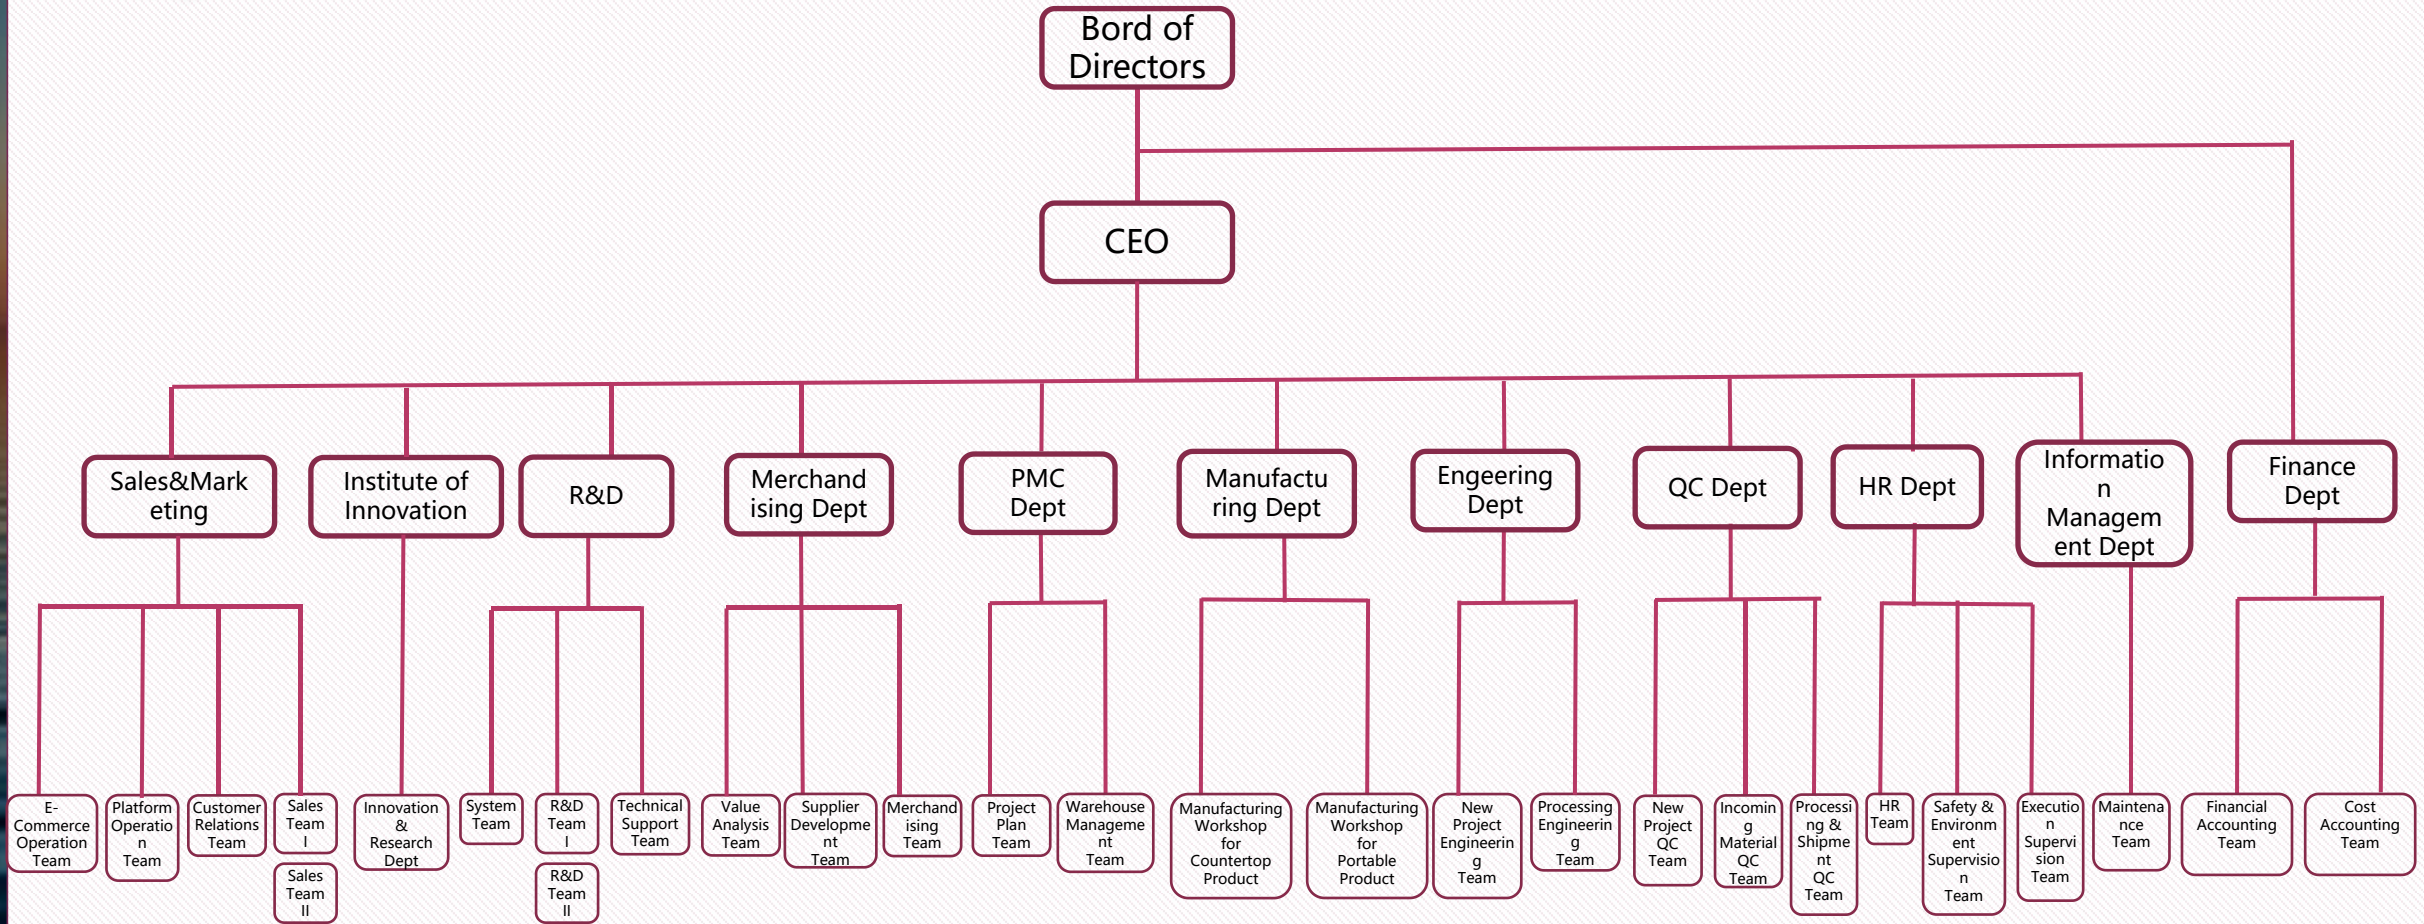 Bord of
Directors
CEO
Sales&Mark
eting
Institute of
Innovation
R&D
Merchand
ising Dept
PMC
Dept
Manufactu
ring Dept
Engeering
Dept
QC Dept
HR Dept
Informatio
n
Managem
ent Dept
Finance
Dept
E-
Commerce
Operation
Team
Platform
Operatio
n
Team
Customer
Relations
Team
Sales
Team
I
Sales
Team
II
Innovation
&
Research
Dept
System
Team
R&D
Team
I
R&D
Team
II
Technical
Support
Team
Value
Analysis
Team
Supplier
Developme
nt
Team
Merchand
ising
Team
Project
Plan
Team
Warehouse
Manageme
nt
Team
Manufacturing
Workshop
for
Countertop
Product
Manufacturing
Workshop
for
Portable
Product
New
Project
Engineerin
g
Team
Processing
Engineerin
g
Team
New
Project
QC
Team
Incomin
g
Material
QC
Team
Processi
ng &
Shipme
nt
QC
Team
HR
Team
Safety &
Environm
ent
Supervisio
n
Team
Executio
n
Supervi
sion
Team
Maintena
nce
Team
Financial
Accounting
Team
Cost
Accounting
Team